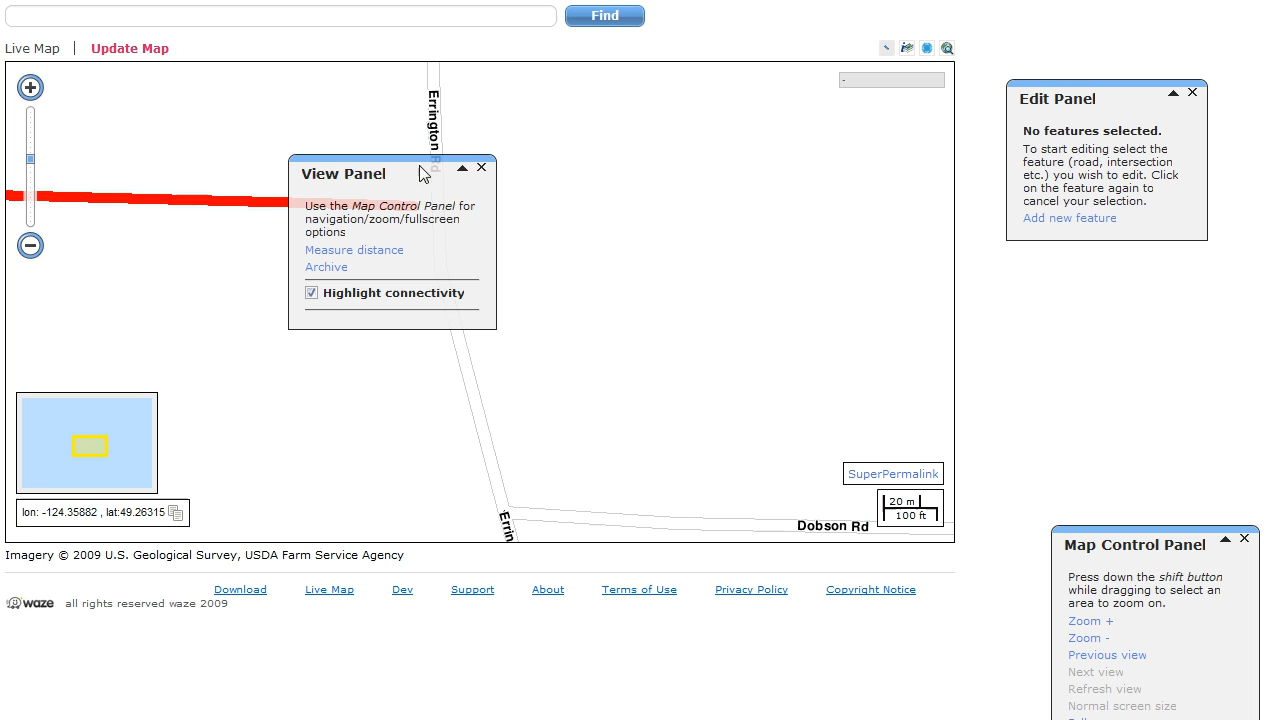 Find
Live Map | Update Map
-
Errington Rd
View Panel
Use the Map Control Panel for
navigation/zoom/fullscreen
options
Measure distance
Archive
Highlight connectivity
Edit Panel
No features selected.
To start editing select the
feature (road, intersection
etc.) you wish to edit. Click
on the feature again to
cancel your selection.
Add new feature
SuperPermalink
20 m
100 ft
lon: -124.35882 , lat:49.26315
Errin
Dobson Rd
Imagery © 2009 U.S. Geological Survey, USDA Farm Service Agency
Map Control Panel
Press down the shift button
while dragging to select an
area to zoom on.
Zoom +
Zoom -
Previous view
Next view
Refresh view
Normal screen size
Download Live Map Dev Support About Terms of Use Privacy Policy Copyright Notice
waze all rights reserved waze 2009